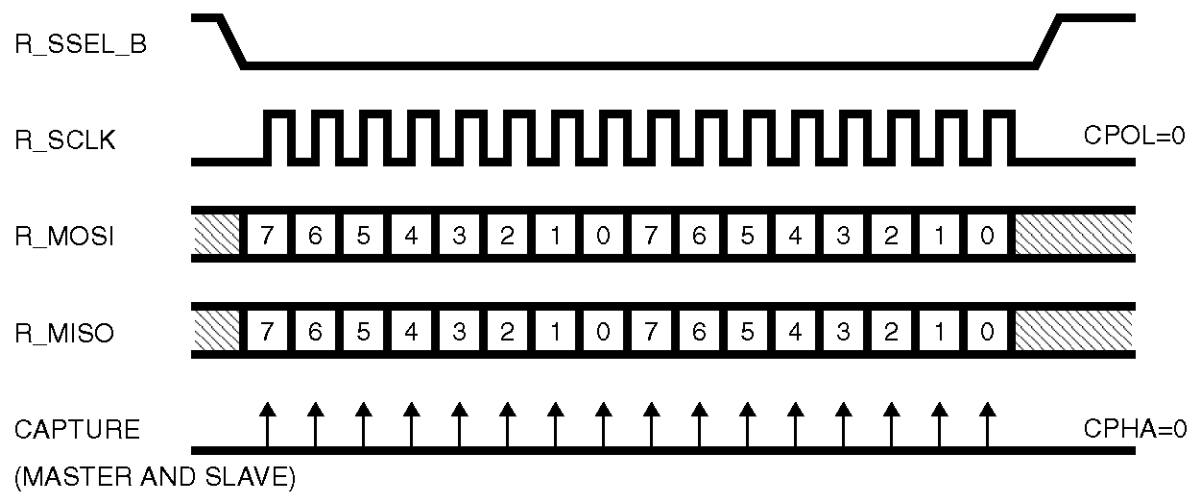 R_SSEL_B
R_SCLK CPOL=0
R_MOSI 7 6 5 4 3 2 1 0 7 6 5 4 3 2 1 0
R_MISO 7 6 5 4 3 2 1 0 7 6 5 4 3 2 1 0
CAPTURE CPHA=0
(MASTER AND SLAVE)